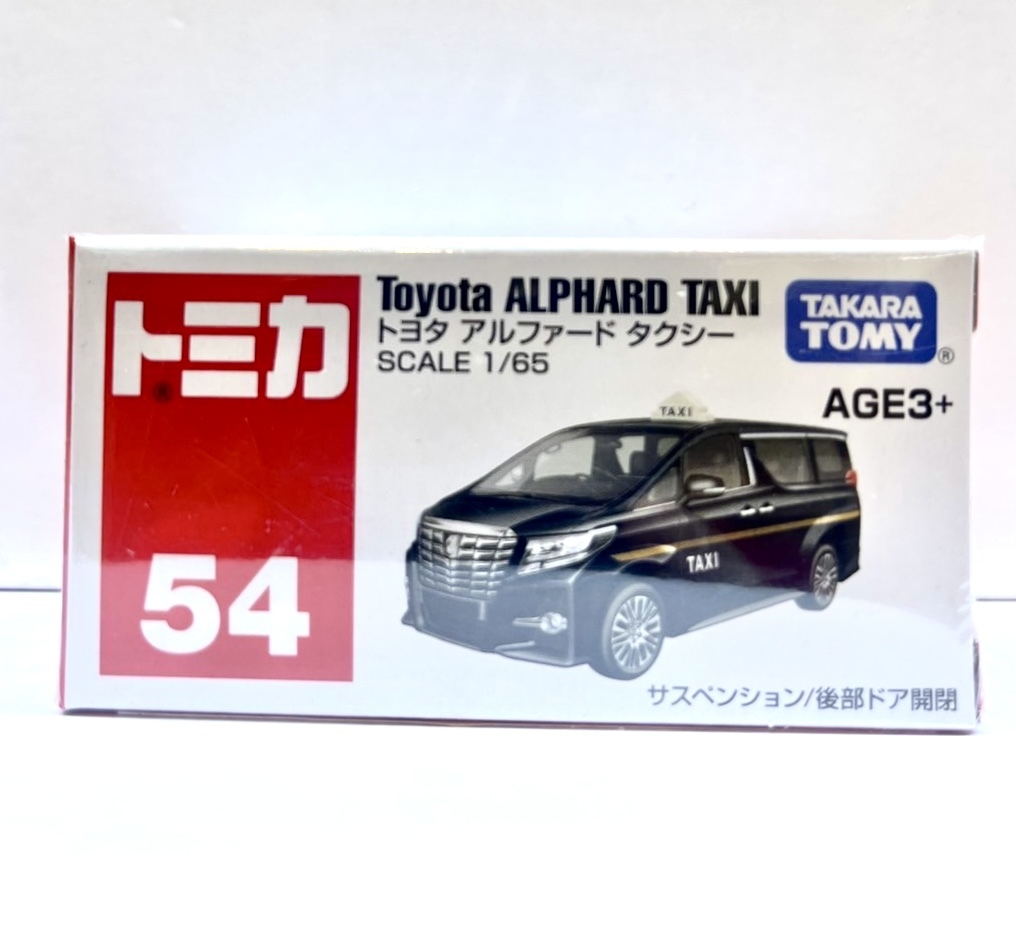 トミカ
®
54
Toyota ALPHARD TAXI
トヨタ アルファード タクシー
SCALE 1/65
TAKARA
TOMY
®
AGE3+
TAXI
TAXI
サスペンション/後部ドア開閉